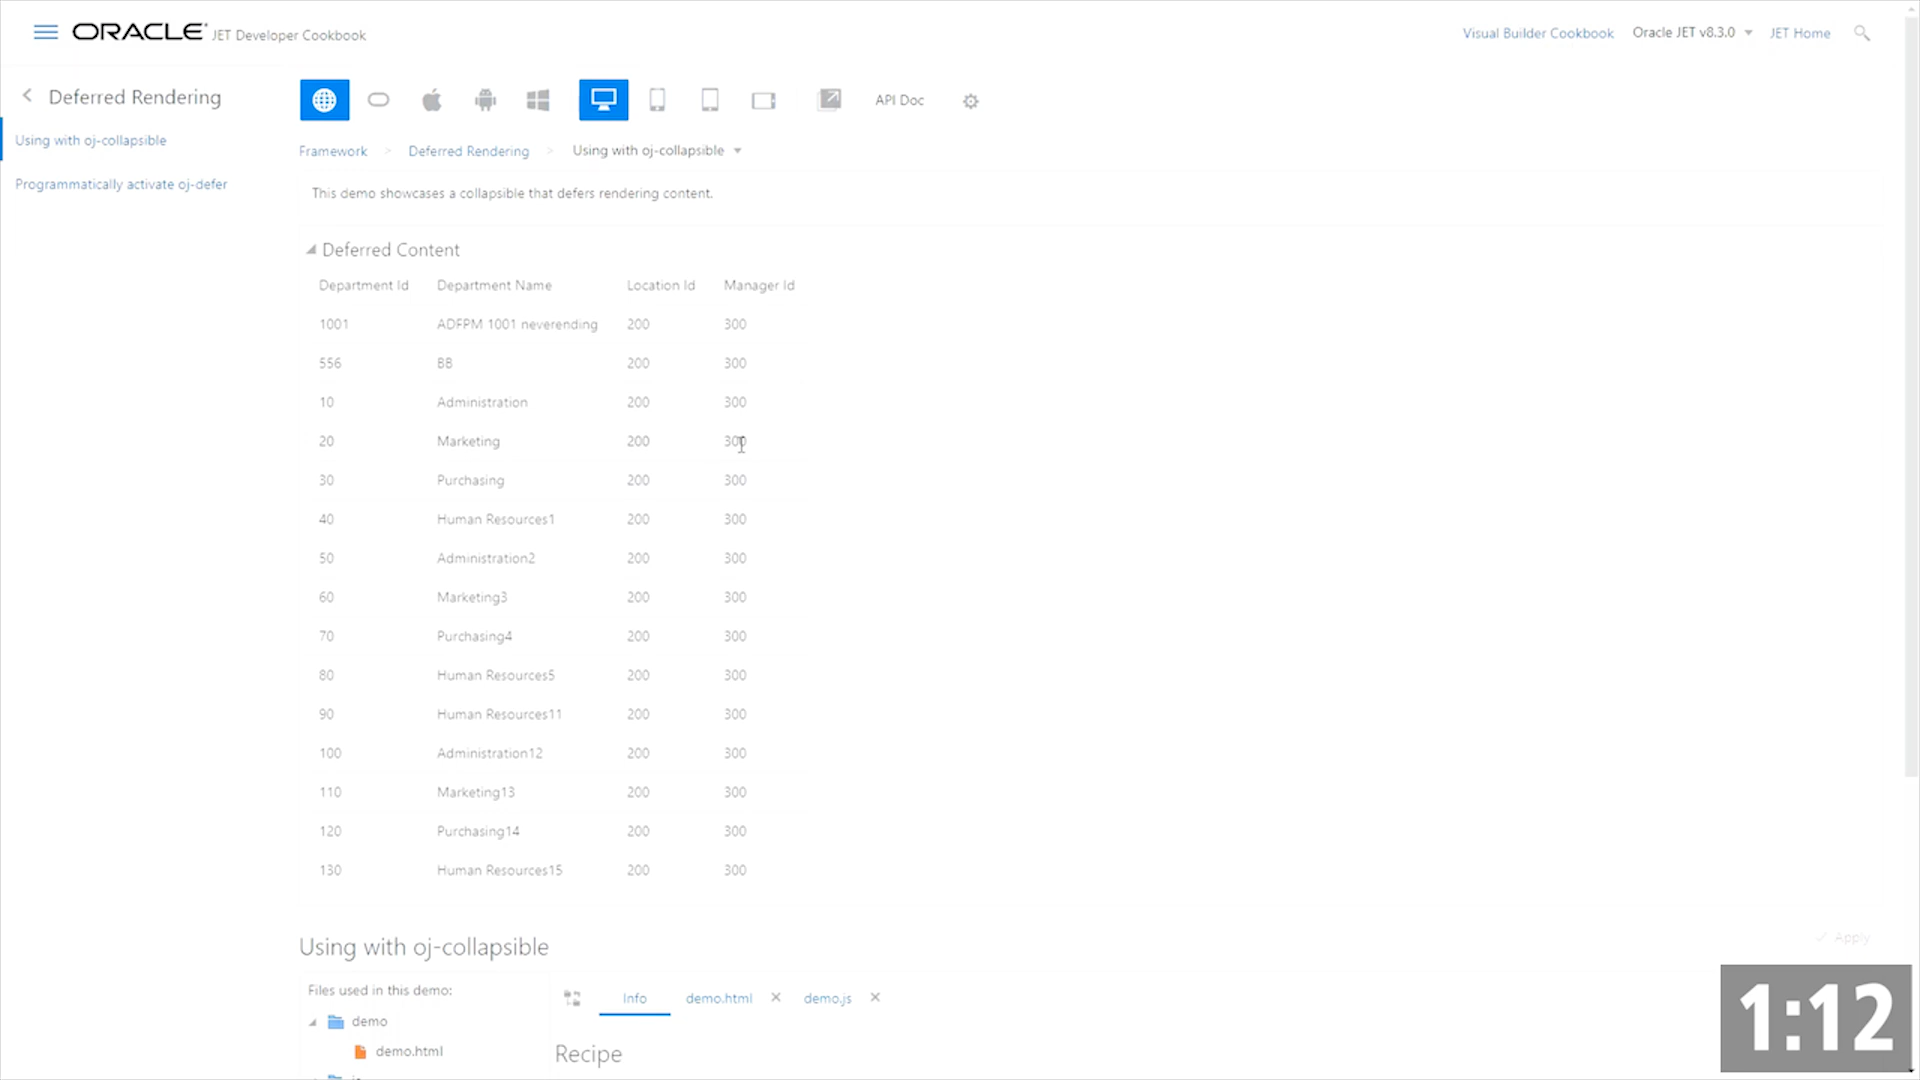 ORACLE JET Developer Cookbook
Visual Builder Cookbook Oracle JET v8.3.0 JET Home
Deferred Rendering
Using with oj-collapsible
Programmatically activate oj-defer
API Doc
Framework > Deferred Rendering > Using with oj-collapsible
This demo showcases a collapsible that defers rendering content.
Deferred Content
Department Id Department Name Location Id Manager Id
1001 ADFPM 1001 neverending 200 300
556 BB 200 300
10 Administration 200 300
20 Marketing 200 300
30 Purchasing 200 300
40 Human Resources1 200 300
50 Administration2 200 300
60 Marketing3 200 300
70 Purchasing4 200 300
80 Human Resources5 200 300
90 Human Resources11 200 300
100 Administration12 200 300
110 Marketing13 200 300
120 Purchasing14 200 300
130 Human Resources15 200 300
Using with oj-collapsible
Apply
Files used in this demo:
demo
demo.html
Info demo.html demo.js
Recipe
1:12